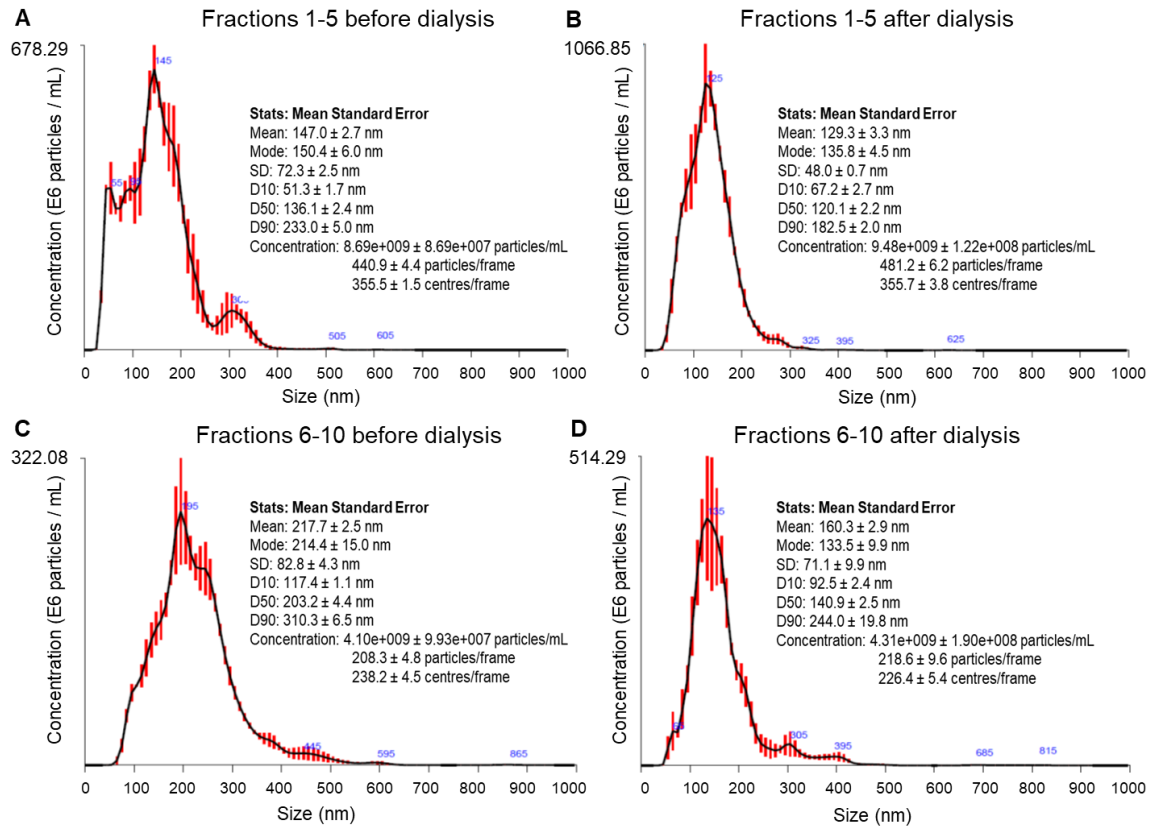 A
Fractions 1-5 before dialysis
678.29
Concentration (E6 particles / mL)
145
55
505
605
Stats: Mean Standard Error
Mean: 147.0 ± 2.7 nm
Mode: 150.4 ± 6.0 nm
SD: 72.3 ± 2.5 nm
D10: 51.3 ± 1.7 nm
D50: 136.1 ± 2.4 nm
D90: 233.0 ± 5.0 nm
Concentration: 8.69e+009 ± 8.69e+007 particles/mL
440.9 ± 4.4 particles/frame
355.5 ± 1.5 centres/frame
0 100 200 300 400 500 600 700 800 900 1000
Size (nm)
B
Fractions 1-5 after dialysis
1066.85
Concentration (E6 particles / mL)
125
325
395
625
Stats: Mean Standard Error
Mean: 129.3 ± 3.3 nm
Mode: 135.8 ± 4.5 nm
SD: 48.0 ± 0.7 nm
D10: 67.2 ± 2.7 nm
D50: 120.1 ± 2.2 nm
D90: 182.5 ± 2.0 nm
Concentration: 9.48e+009 ± 1.22e+008 particles/mL
481.2 ± 6.2 particles/frame
355.7 ± 3.8 centres/frame
0 100 200 300 400 500 600 700 800 900 1000
Size (nm)
C
Fractions 6-10 before dialysis
322.08
Concentration (E6 particles / mL)
195
445
595
865
Stats: Mean Standard Error
Mean: 217.7 ± 2.5 nm
Mode: 214.4 ± 15.0 nm
SD: 82.8 ± 4.3 nm
D10: 117.4 ± 1.1 nm
D50: 203.2 ± 4.4 nm
D90: 310.3 ± 6.5 nm
Concentration: 4.10e+009 ± 9.93e+007 particles/mL
208.3 ± 4.8 particles/frame
238.2 ± 4.5 centres/frame
0 100 200 300 400 500 600 700 800 900 1000
Size (nm)
D
Fractions 6-10 after dialysis
514.29
Concentration (E6 particles / mL)
135
305
395
685
815
Stats: Mean Standard Error
Mean: 160.3 ± 2.9 nm
Mode: 133.5 ± 9.9 nm
SD: 71.1 ± 9.9 nm
D10: 92.5 ± 2.4 nm
D50: 140.9 ± 2.5 nm
D90: 244.0 ± 19.8 nm
Concentration: 4.31e+009 ± 1.90e+008 particles/mL
218.6 ± 9.6 particles/frame
226.4 ± 5.4 centres/frame
0 100 200 300 400 500 600 700 800 900 1000
Size (nm)